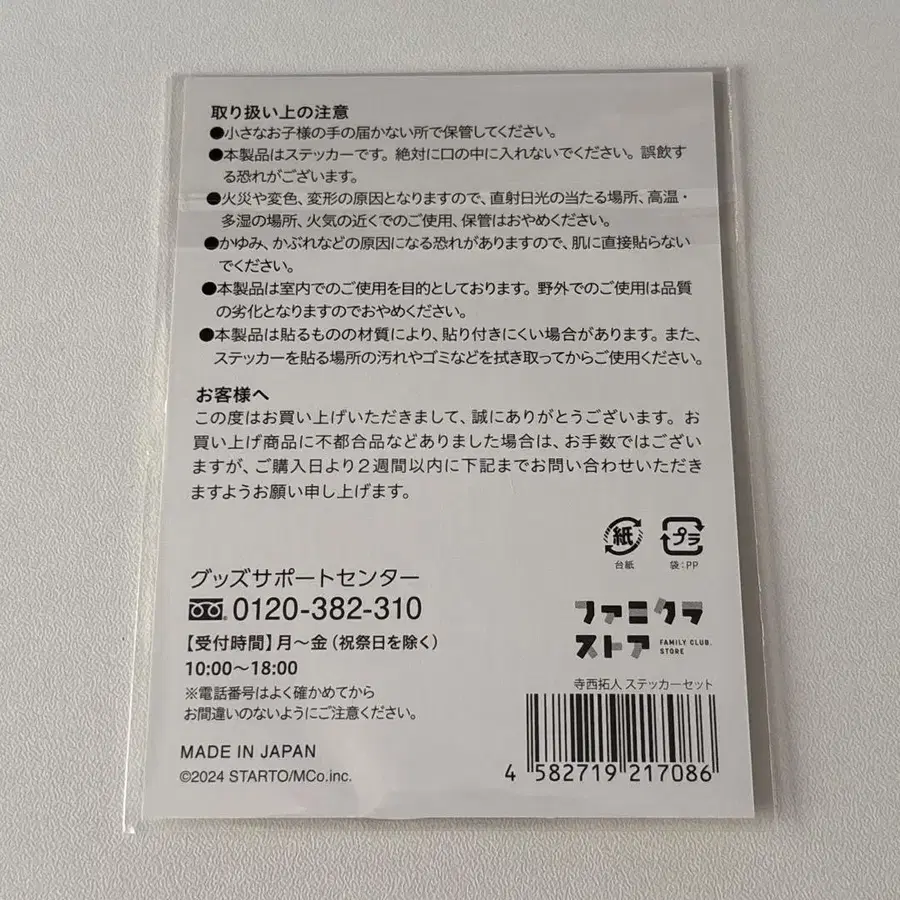 取り扱い上の注意
●小さなお子様の手の届かない所で保管してください。
●本製品はステッカーです。絶対に口の中に入れないでください。誤飲す
る恐れがございます。
●火災や変色、変形の原因となりますので、直射日光の当たる場所、高温・
多湿の場所、火気の近くでのご使用、保管はおやめください。
●かゆみ、かぶれなどの原因になる恐れがありますので、肌に直接貼らない
でください。
●本製品は室内でのご使用を目的としております。野外でのご使用は品質
の劣化となりますのでおやめください。
●本製品は貼るものの材質により、貼り付きにくい場合があります。また、
ステッカーを貼る場所の汚れやゴミなどを拭き取ってからご使用ください。
お客様へ
この度はお買い上げいただきまして、誠にありがとうございます。お
買い上げ商品に不都合品などありました場合は、お手数ではござい
ますが、ご購入日より2週間以内に下記までお問い合わせいただき
ますようお願い申し上げます。
紙
台紙
プラ
袋:PP
グッズサポートセンター
0120-382-310
【受付時間】月～金(祝祭日を除く)
10:00～18:00
※電話番号はよく確かめてから
お間違いのないようにご注意ください。
ファミクラ
ストア
FAMILY CLUB.
STORE
寺西拓人 ステッカーセット
4 582719 217086
MADE IN JAPAN
©2024 STARTO/MCo.inc.